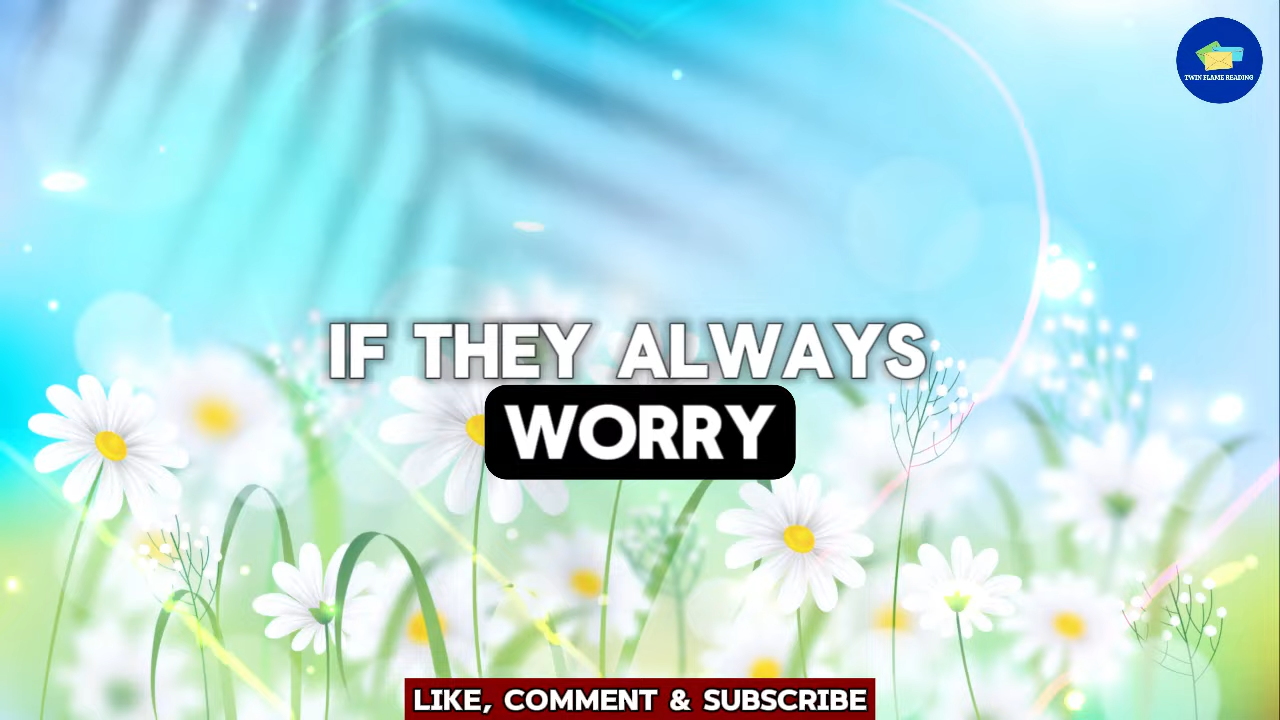 TWIN FLAME READING
IF THEY ALWAYS
WORRY
LIKE, COMMENT & SUBSCRIBE